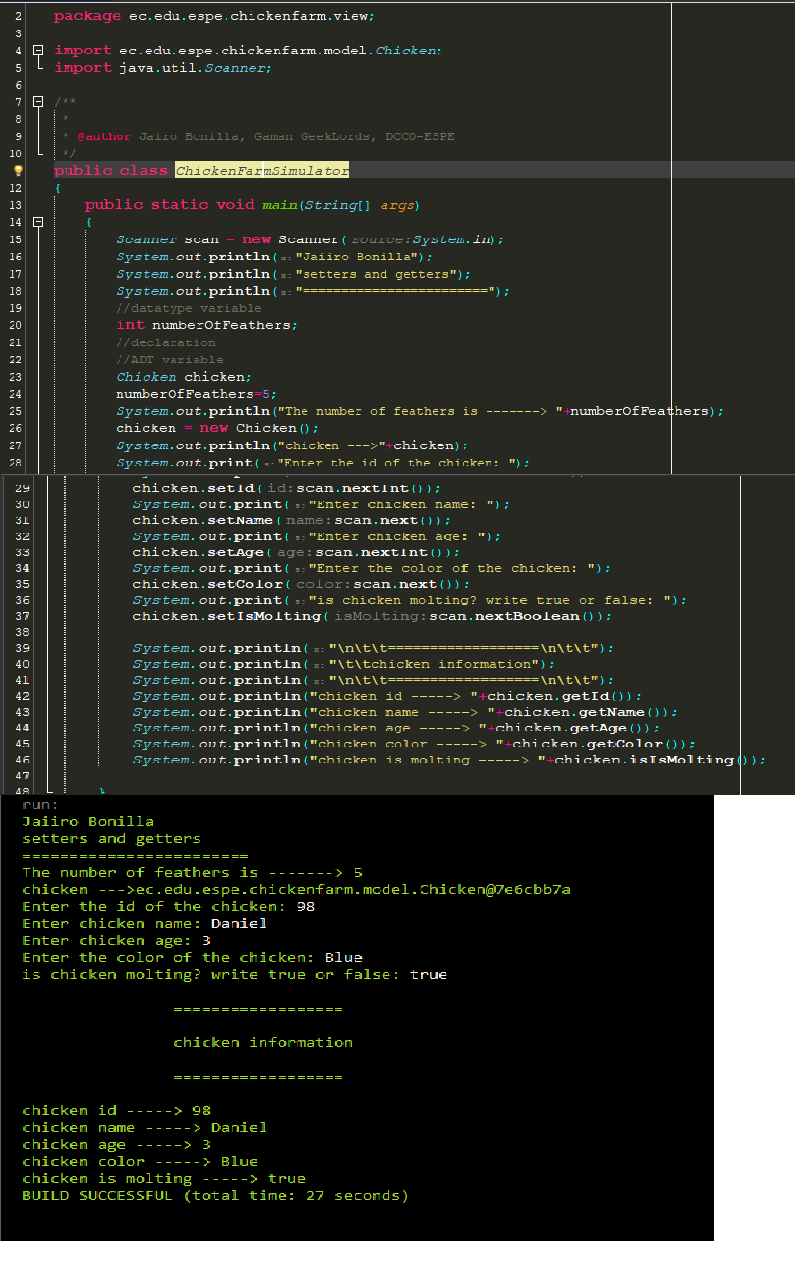 2 package ec.edu.espe.chickenfarm.view;
3
4 import ec.edu.espe.chickenfarm.model.Chicken;
5 import java.util.Scanner;
6
7 /**
8 *
9 * @author Jairo Bonilla, Gaman GeekLords, DCCO-ESPE
10 */
public class ChickenFarmSimulator
12 {
13 public static void main(String[] args)
14 {
15 Scanner scan = new Scanner( source:System.in);
16 System.out.println( x: "Jaiiro Bonilla");
17 System.out.println( x: "setters and getters");
18 System.out.println( x: "========================");
19 //datatype variable
20 int numberOfFeathers;
21 //declaration
22 //ADT variable
23 Chicken chicken;
24 numberOfFeathers=5;
25 System.out.println("The number of feathers is -------> "+numberOfFeathers);
26 chicken = new Chicken();
27 System.out.println("chicken --->"+chicken);
28 System.out.print( s: "Enter the id of the chicken: ");
29 chicken.setId( id:scan.nextInt());
30 System.out.print( s: "Enter chicken name: ");
31 chicken.setName( name:scan.next());
32 System.out.print( s: "Enter chicken age: ");
33 chicken.setAge( age:scan.nextInt());
34 System.out.print( s: "Enter the color of the chicken: ");
35 chicken.setColor( color:scan.next());
36 System.out.print( s: "is chicken molting? write true or false: ");
37 chicken.setIsMolting( isMolting:scan.nextBoolean());
38
39 System.out.println( x: "\n\t\t==================\n\t\t");
40 System.out.println( x: "\t\tchicken information");
41 System.out.println( x: "\n\t\t==================\n\t\t");
42 System.out.println("chicken id -----> "+chicken.getId());
43 System.out.println("chicken name -----> "+chicken.getName());
44 System.out.println("chicken age -----> "+chicken.getAge());
45 System.out.println("chicken color -----> "+chicken.getColor());
46 System.out.println("chicken is molting -----> "+chicken.isIsMolting());
47
48 }
run:
Jaiiro Bonilla
setters and getters
========================
The number of feathers is -------> 5
chicken --->ec.edu.espe.chickenfarm.model.Chicken@7e6cbb7a
Enter the id of the chicken: 98
Enter chicken name: Daniel
Enter chicken age: 3
Enter the color of the chicken: Blue
is chicken molting? write true or false: true
==================
chicken information
==================
chicken id -----> 98
chicken name -----> Daniel
chicken age -----> 3
chicken color -----> Blue
chicken is molting -----> true
BUILD SUCCESSFUL (total time: 27 seconds)